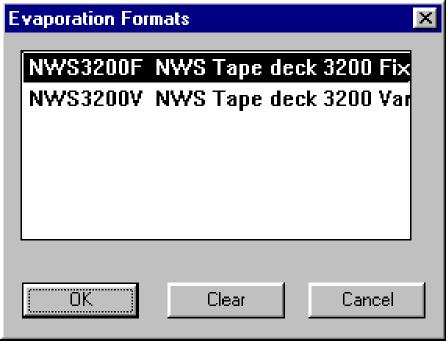 Evaporation Formats
NWS3200F NWS Tape deck 3200 Fix
NWS3200V NWS Tape deck 3200 Var
OK Clear Cancel